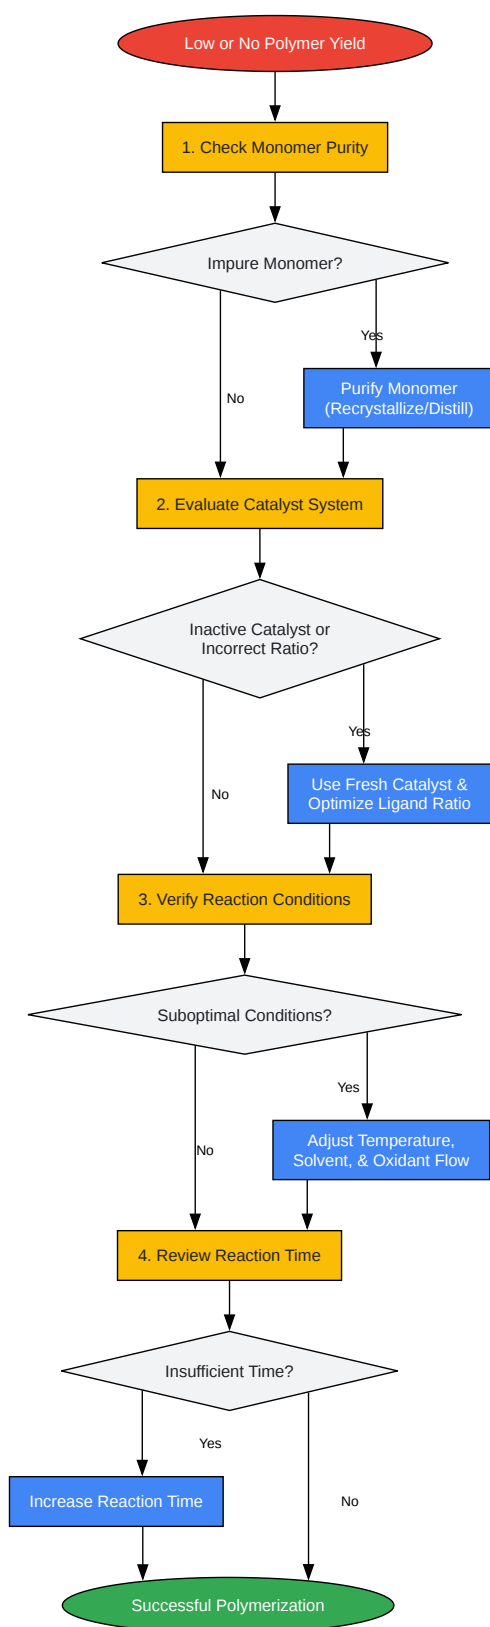 Low or No Polymer Yield
1. Check Monomer Purity
Impure Monomer?
Yes
Purify Monomer
(Recrystallize/Distill)
No
2. Evaluate Catalyst System
Inactive Catalyst or
Incorrect Ratio?
Yes
Use Fresh Catalyst &
Optimize Ligand Ratio
No
3. Verify Reaction Conditions
Suboptimal Conditions?
Yes
Adjust Temperature,
Solvent, & Oxidant Flow
No
4. Review Reaction Time
Insufficient Time?
Yes
Increase Reaction Time
No
Successful Polymerization